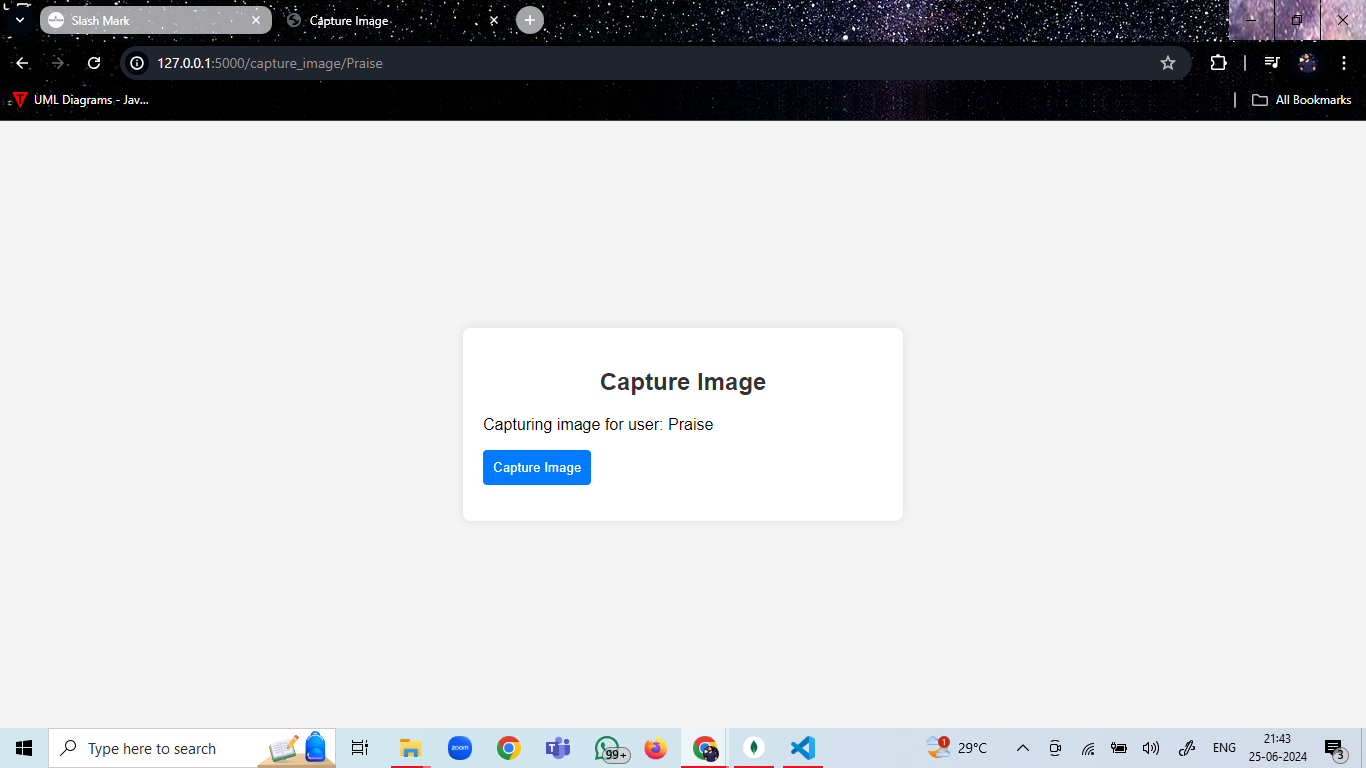 Slash Mark
Capture Image
127.0.0.1:5000/capture_image/Praise
UML Diagrams - Jav...
All Bookmarks
Capture Image
Capturing image for user: Praise
Capture Image
Type here to search
zoom
99+
1
29°C
ENG
21:43
25-06-2024
3